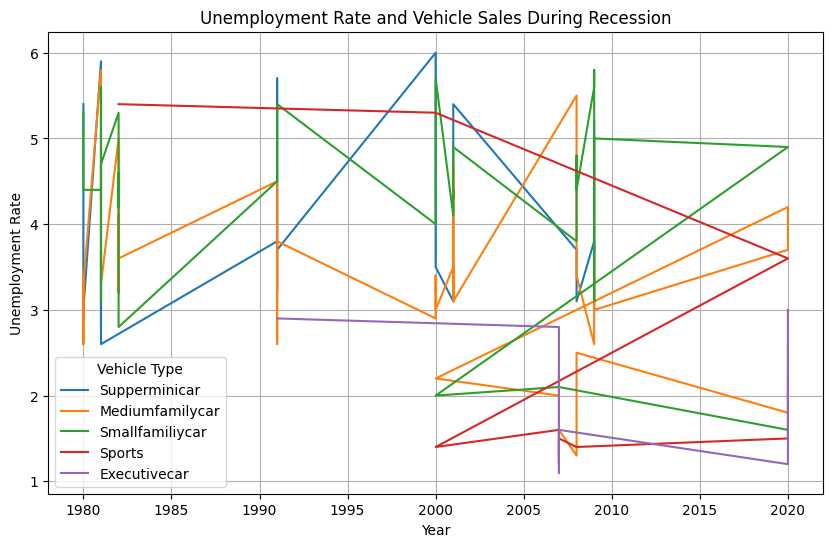 Unemployment Rate and Vehicle Sales During Recession
6
5
4
3
2
1
Unemployment Rate
Vehicle Type
Supperminicar
Mediumfamilycar
Smallfamiliycar
Sports
Executivecar
1980 1985 1990 1995 2000 2005 2010 2015 2020
Year